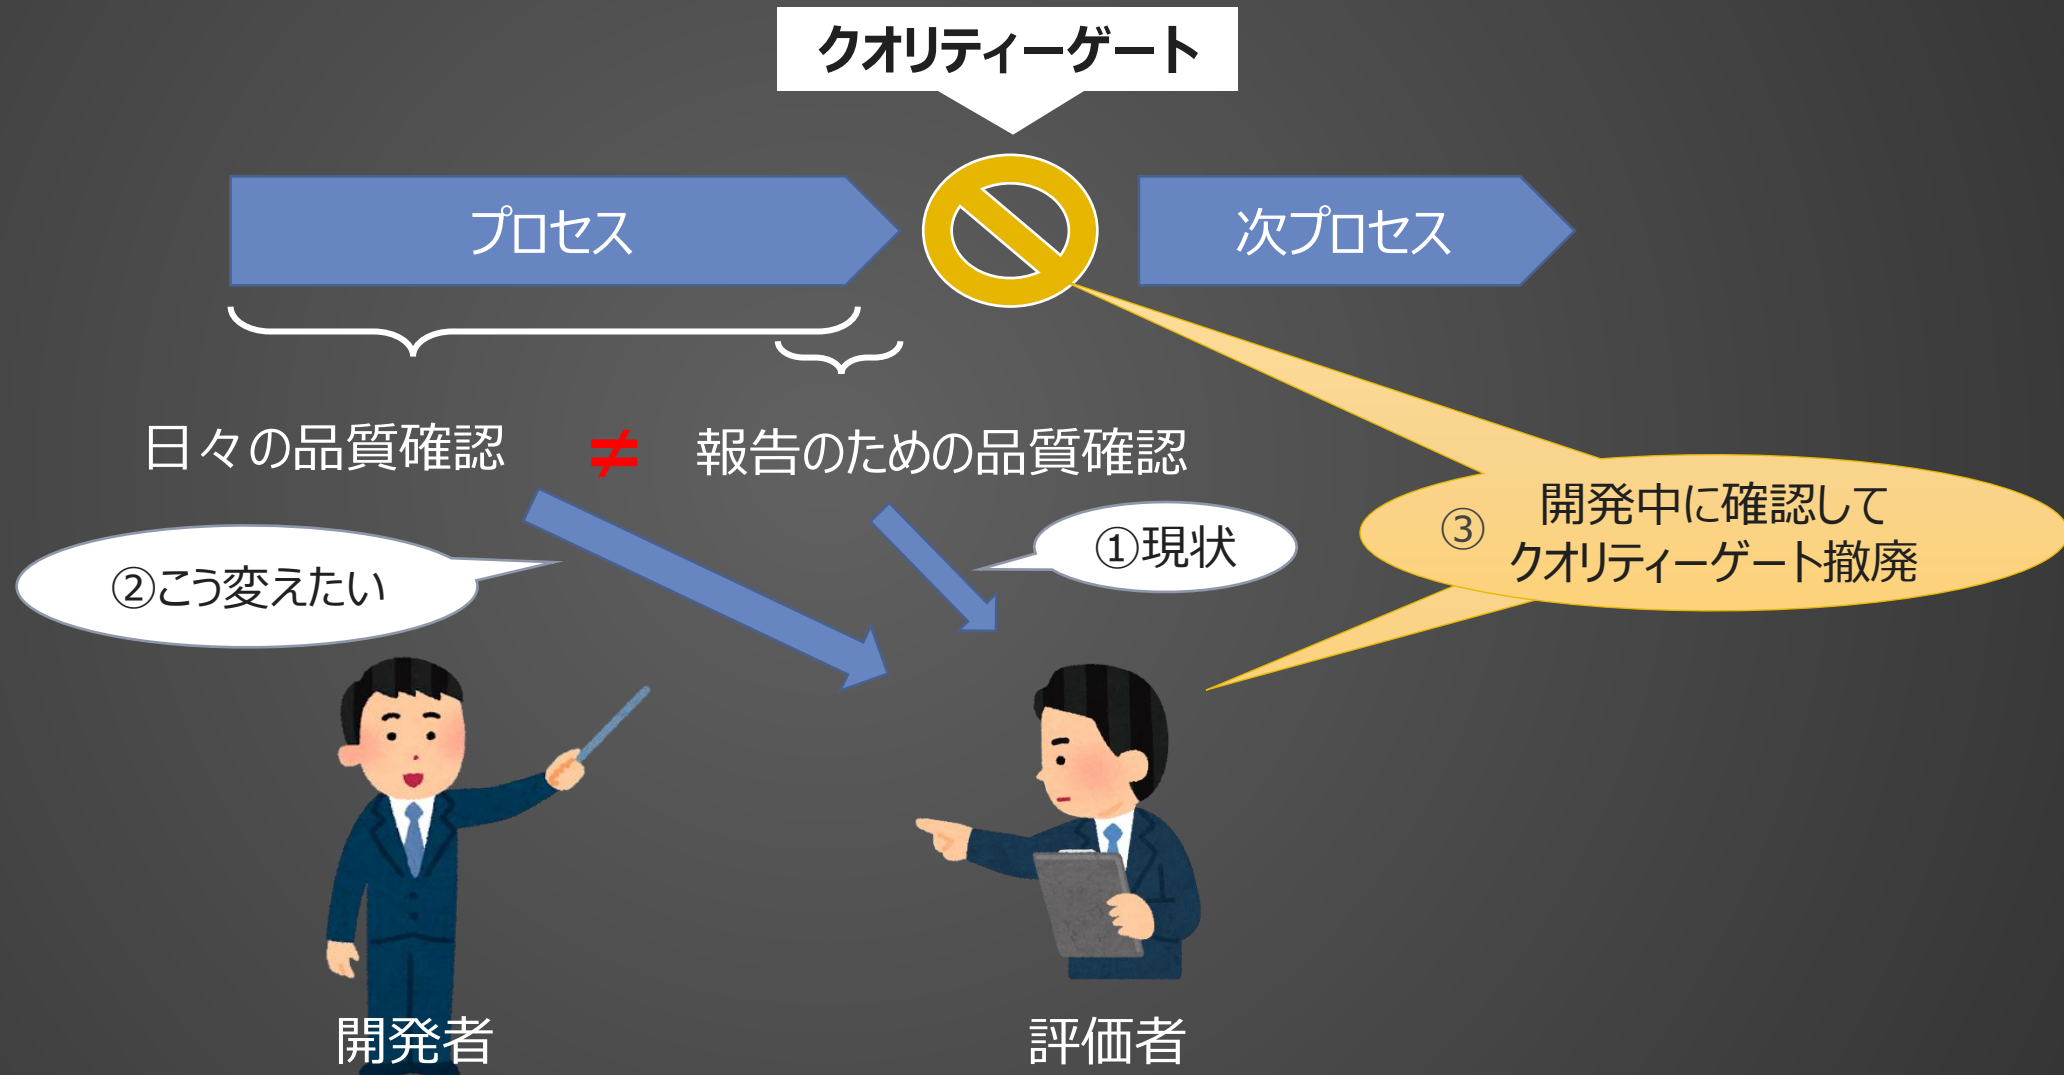 クオリティーゲート
プロセス
次プロセス
日々の品質確認
≠
報告のための品質確認
①現状
②こう変えたい
③
開発中に確認して
クオリティーゲート撤廃
開発者
評価者